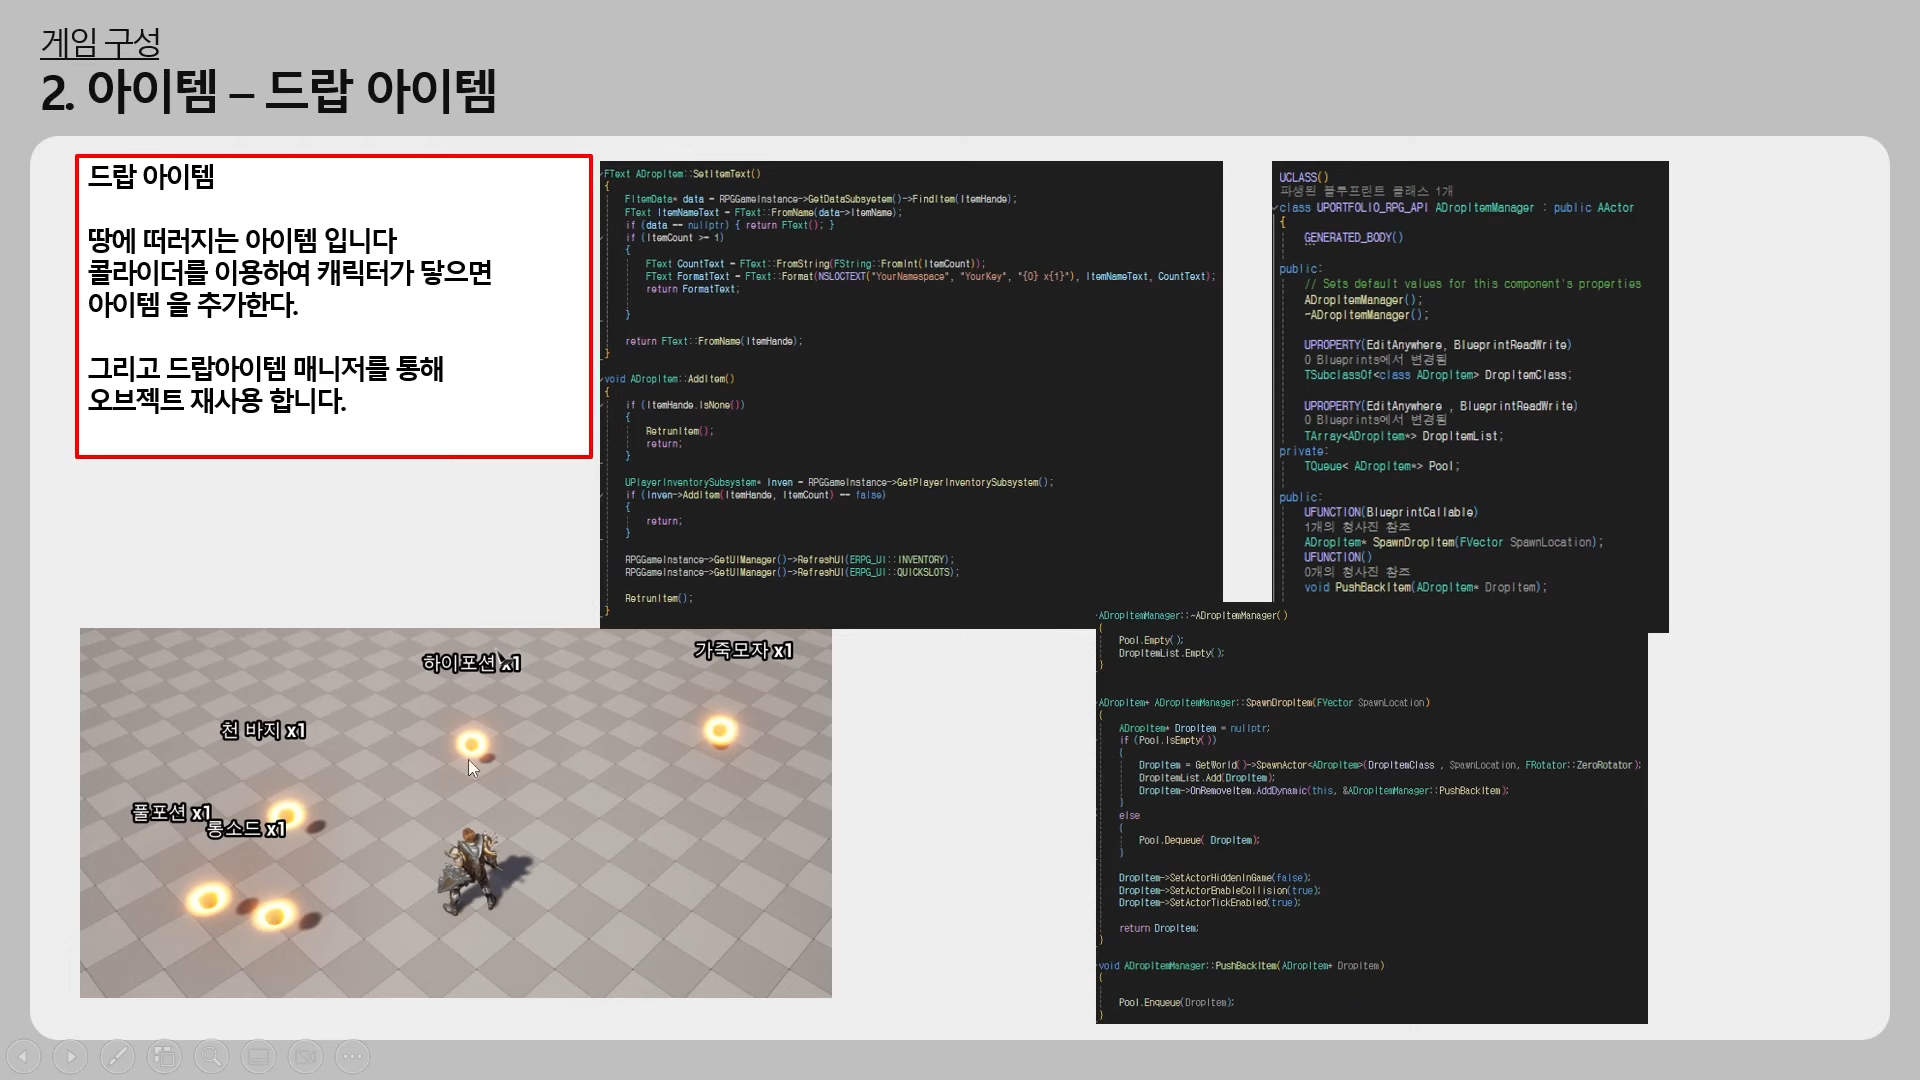 게임 구성
2. 아이템 – 드랍 아이템
드랍 아이템
땅에 떠러지는 아이템 입니다
콜라이더를 이용하여 캐릭터가 닿으면
아이템 을 추가한다.
그리고 드랍아이템 매니저를 통해
오브젝트 재사용 합니다.
FText ADropItem::SetItemText()
{
FItemData* data = RPGGameInstance->GetDataSubsyetem()->FindItem(ItemHande);
FText ItemNameText = FText::FromName(data->ItemName);
if (data == nullptr) { return FText(); }
if (ItemCount >= 1)
{
FText CountText = FText::FromString(FString::FromInt(ItemCount));
FText FormatText = FText::Format(NSLOCTEXT("YourNamespace", "YourKey", "{0} x{1}"), ItemNameText, CountText);
return FormatText;
}
return FText::FromName(ItemHande);
}
void ADropItem::AddItem()
{
if (ItemHande.IsNone())
{
RetrunItem();
return;
}
UPlayerInventorySubsystem* Inven = RPGGameInstance->GetPlayerInventorySubsystem();
if (Inven->AddItem(ItemHande, ItemCount) == false)
{
return;
}
RPGGameInstance->GetUIManager()->RefreshUI(ERPG_UI::INVENTORY);
RPGGameInstance->GetUIManager()->RefreshUI(ERPG_UI::QUICKSLOTS);
RetrunItem();
}
UCLASS()
파생된 블루프린트 클래스 1개
class UPORTFOLIO_RPG_API ADropItemManager : public AActor
{
GENERATED_BODY()
public:
// Sets default values for this component's properties
ADropItemManager();
~ADropItemManager();
UPROPERTY(EditAnywhere, BlueprintReadWrite)
0 Blueprints에서 변경됨
TSubclassOf<class ADropItem> DropItemClass;
UPROPERTY(EditAnywhere , BlueprintReadWrite)
0 Blueprints에서 변경됨
TArray<ADropItem*> DropItemList;
private:
TQueue< ADropItem*> Pool;
public:
UFUNCTION(BlueprintCallable)
1개의 청사진 참조
ADropItem* SpawnDropItem(FVector SpawnLocation);
UFUNCTION()
0개의 청사진 참조
void PushBackItem(ADropItem* DropItem);
ADropItemManager::~ADropItemManager()
{
Pool.Empty();
DropItemList.Empty();
}
ADropItem* ADropItemManager::SpawnDropItem(FVector SpawnLocation)
{
ADropItem* DropItem = nullptr;
if (Pool.IsEmpty())
{
DropItem = GetWorld()->SpawnActor<ADropItem>(DropItemClass , SpawnLocation, FRotator::ZeroRotator);
DropItemList.Add(DropItem);
DropItem->OnRemoveItem.AddDynamic(this, &ADropItemManager::PushBackItem);
}
else
{
Pool.Dequeue( DropItem);
}
DropItem->SetActorHiddenInGame(false);
DropItem->SetActorEnableCollision(true);
DropItem->SetActorTickEnabled(true);
return DropItem;
}
void ADropItemManager::PushBackItem(ADropItem* DropItem)
{
Pool.Enqueue(DropItem);
}
하이포션 x1
가죽모자 x1
천 바지 x1
풀포션 x1
롱소드 x1